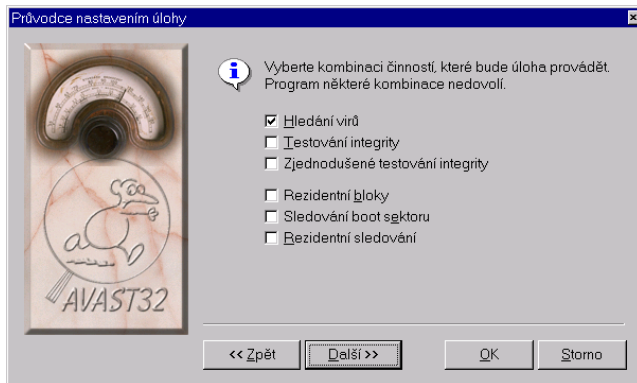 Průvodce nastavením úlohy
Vyberte kombinaci činností, které bude úloha provádět.
Program některé kombinace nedovolí.
Hledání virů
Testování integrity
Zjednodušené testování integrity
Rezidentní bloky
Sledování boot sektoru
Rezidentní sledování
AVAST32
<< Zpět
Další >>
OK
Storno